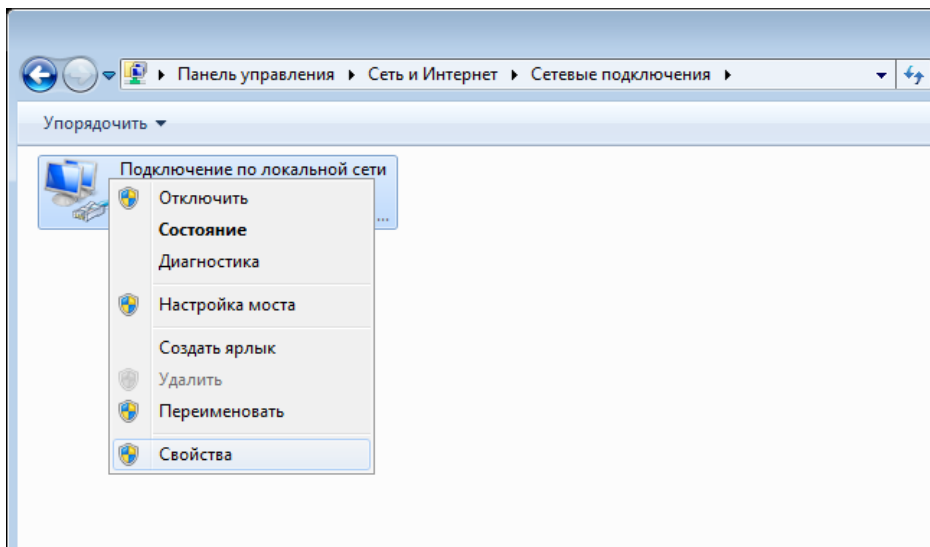 Панель управления Сеть и Интернет Сетевые подключения
Упорядочить
Подключение по локальной сети
...
Отключить
Состояние
Диагностика
Настройка моста
Создать ярлык
Удалить
Переименовать
Свойства